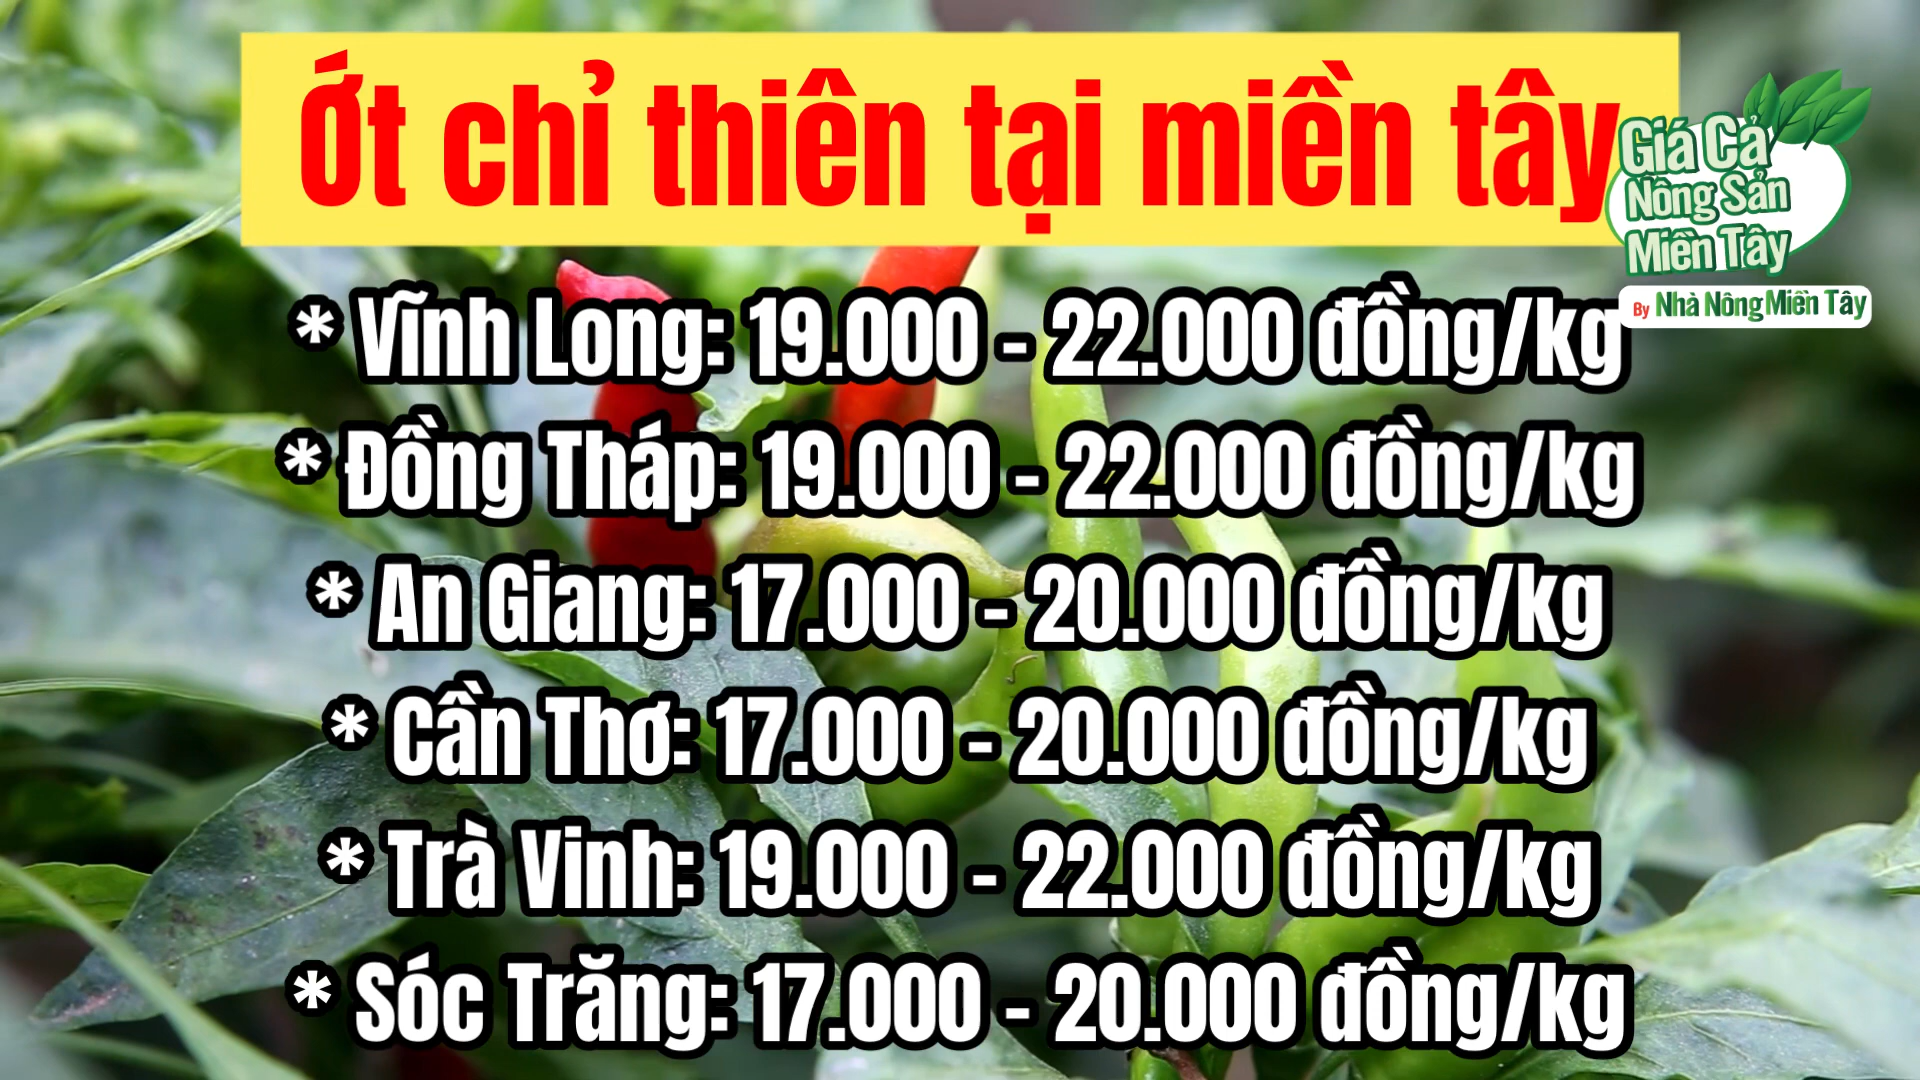 Ớt chỉ thiên tại miền tây
Giá Cả
Nông Sản
Miền Tây
By Nhà Nông Miền Tây
* Vĩnh Long: 19.000 - 22.000 đồng/kg
* Đồng Tháp: 19.000 - 22.000 đồng/kg
* An Giang: 17.000 - 20.000 đồng/kg
* Cần Thơ: 17.000 - 20.000 đồng/kg
* Trà Vinh: 19.000 - 22.000 đồng/kg
* Sóc Trăng: 17.000 - 20.000 đồng/kg